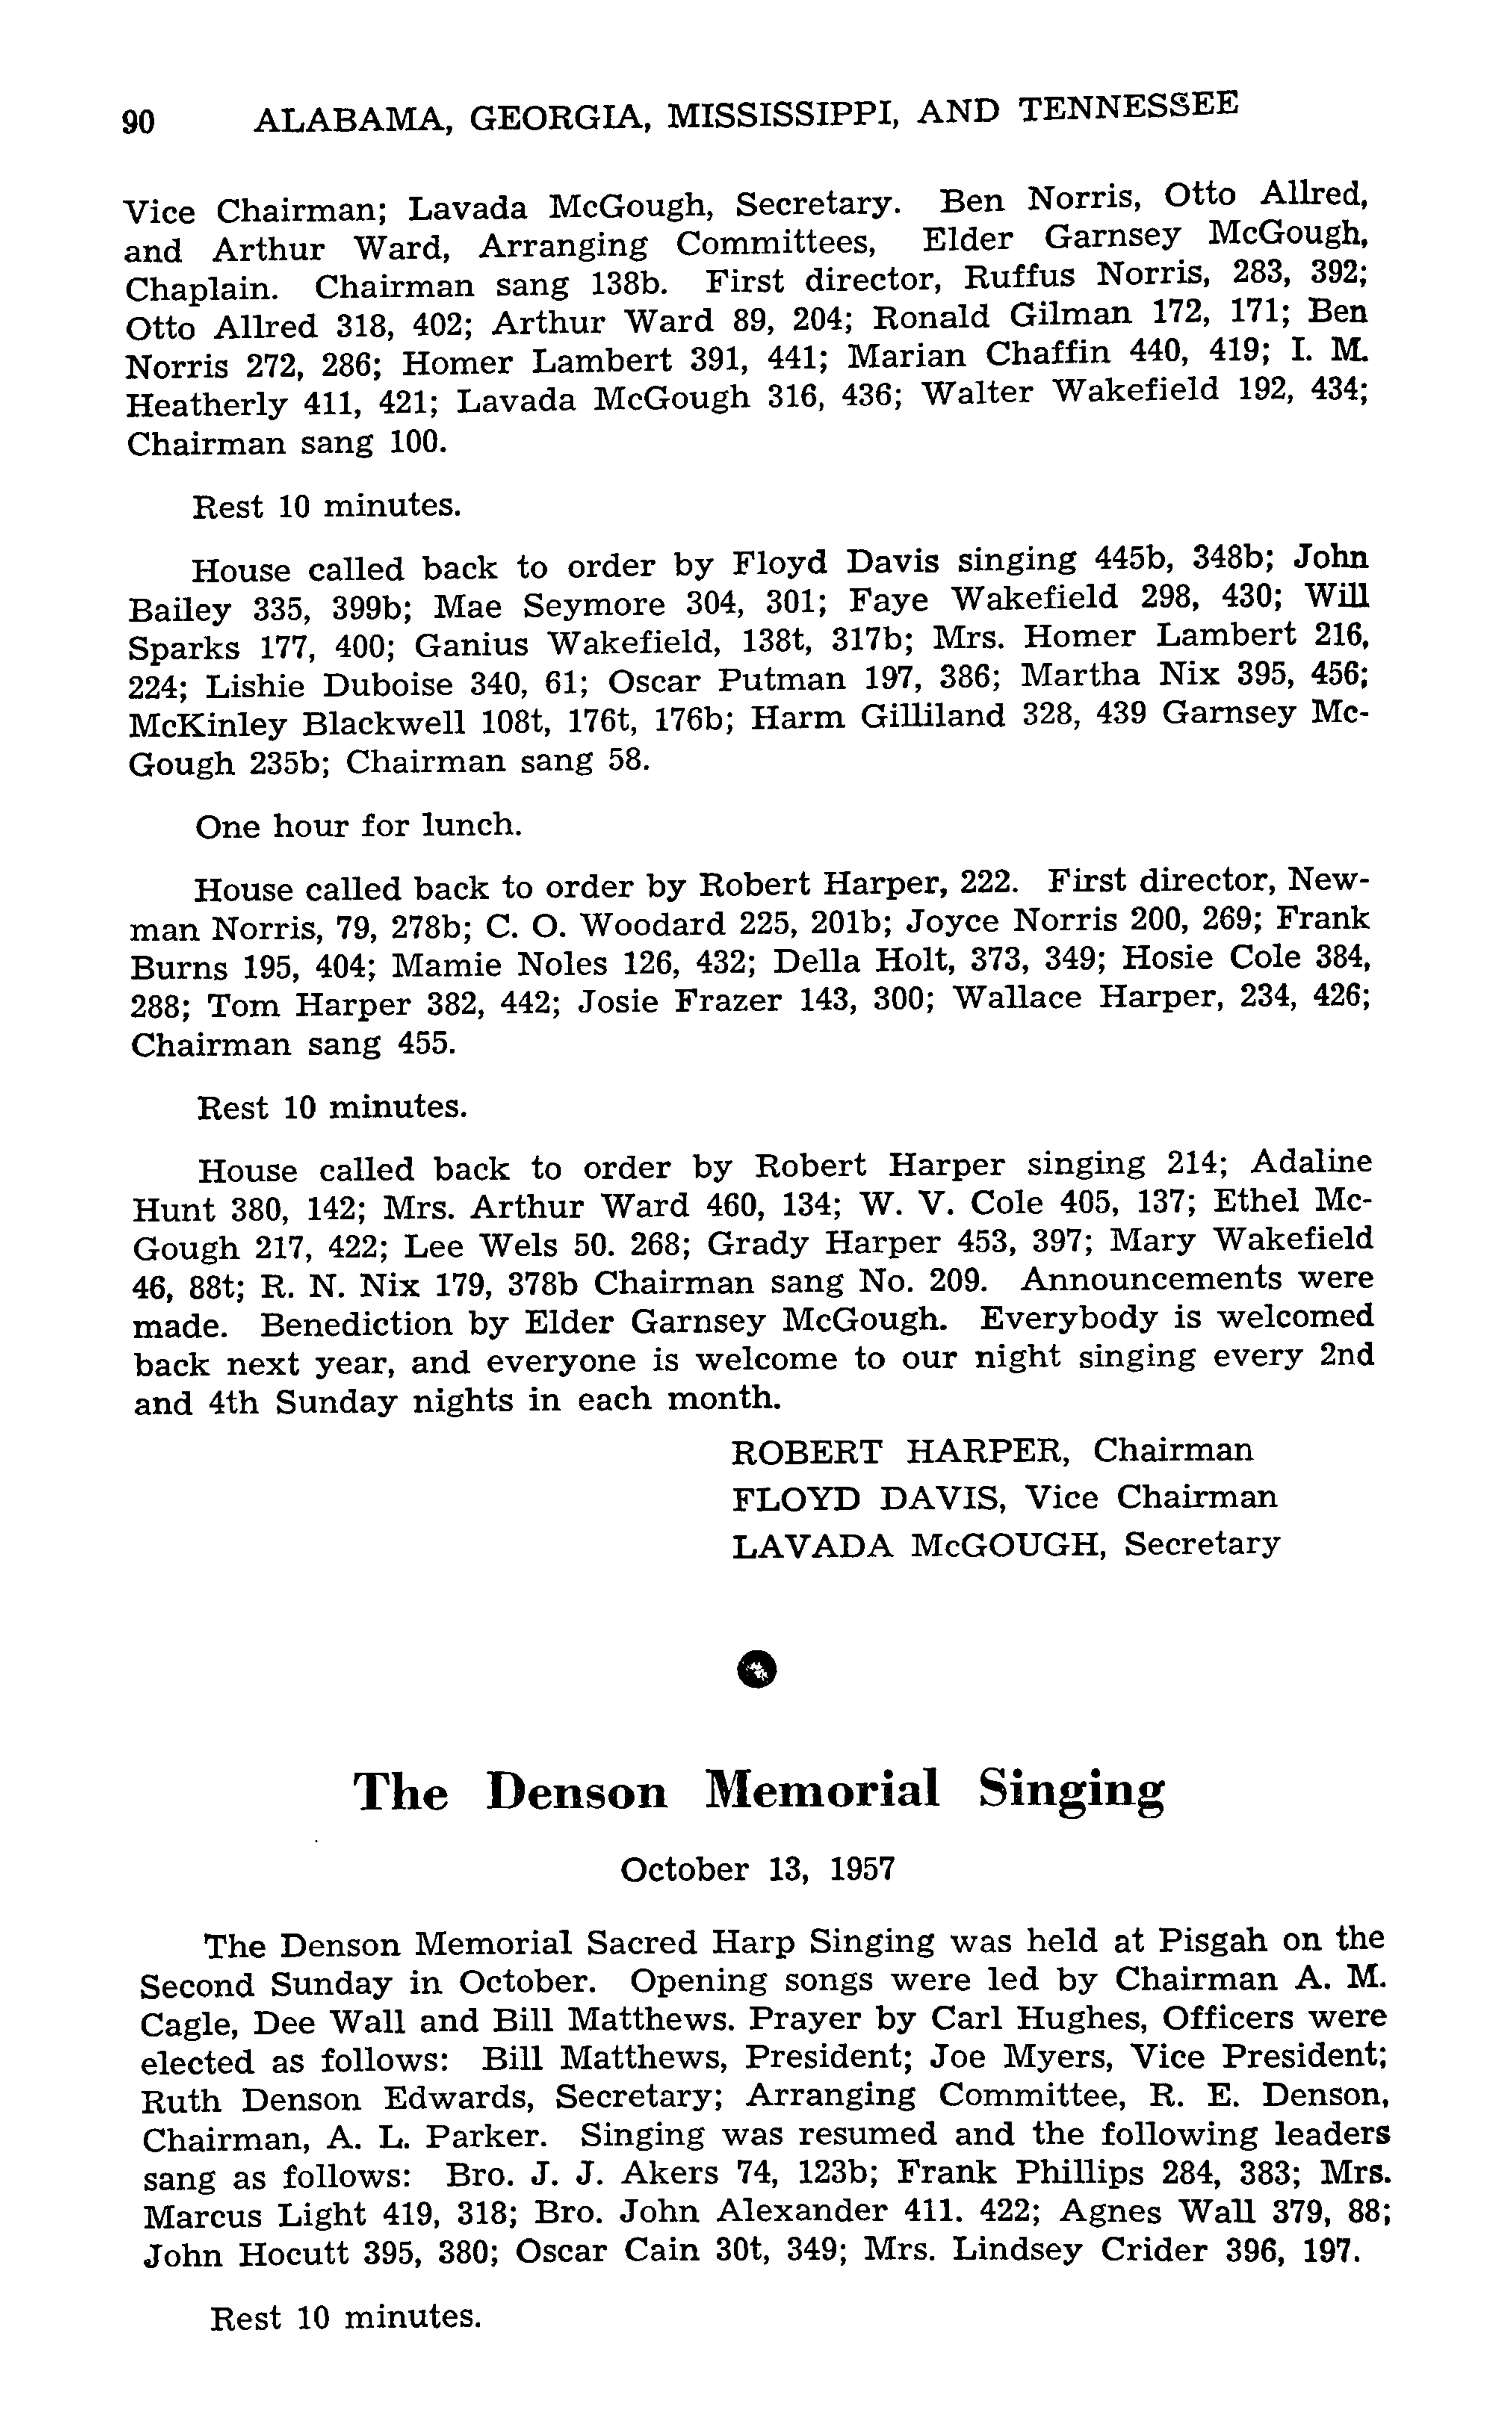 90 ALABAMA, GEORGIA, MISSISSIPPI, AND TENNESSEE
Vice Chairman; Lavada McGough, Secretary. Ben Norris, Otto Allred,
and Arthur Ward, Arranging Committees, Elder Garnsey McGough,
Chaplain. Chairman sang 138b. First director, Ruffus Norris, 283, 392;
Otto Allred 318, 402; Arthur Ward 89, 204; Ronald Gilman 172, 171; Ben
Norris 272, 286; Homer Lambert 391, 441; Marian Chaffin 440, 419; I. M.
Heatherly 411, 421; Lavada McGough 316, 436; Walter Wakefield 192, 434;
Chairman sang 100.
Rest 10 minutes.
House called back to order by Floyd Davis singing 445b, 348b; John
Bailey 335, 399b; Mae Seymore 304, 301; Faye Wakefield 298, 430; Will
Sparks 177, 400; Ganius Wakefield, 138t, 317b; Mrs. Homer Lambert 216,
224; Lishie Duboise 340, 61; Oscar Putman 197, 386; Martha Nix 395, 456;
McKinley Blackwell 108t, 176t, 176b; Harm Gilliland 328, 439 Garnsey Mc-
Gough 235b; Chairman sang 58.
One hour for lunch.
House called back to order by Robert Harper, 222. First director, New-
man Norris, 79, 278b; C. O. Woodard 225, 201b; Joyce Norris 200, 269; Frank
Burns 195, 404; Mamie Noles 126, 432; Della Holt, 373, 349; Hosie Cole 384,
288; Tom Harper 382, 442; Josie Frazer 143, 300; Wallace Harper, 234, 426;
Chairman sang 455.
Rest 10 minutes.
House called back to order by Robert Harper singing 214; Adaline
Hunt 380, 142; Mrs. Arthur Ward 460, 134; W. V. Cole 405, 137; Ethel Mc-
Gough 217, 422; Lee Wels 50. 268; Grady Harper 453, 397; Mary Wakefield
46, 88t; R. N. Nix 179, 378b Chairman sang No. 209. Announcements were
made. Benediction by Elder Garnsey McGough. Everybody is welcomed
back next year, and everyone is welcome to our night singing every 2nd
and 4th Sunday nights in each month.
ROBERT HARPER, Chairman
FLOYD DAVIS, Vice Chairman
LAVADA McGOUGH, Secretary
The Denson Memorial Singing
October 13, 1957
The Denson Memorial Sacred Harp Singing was held at Pisgah on the
Second Sunday in October. Opening songs were led by Chairman A. M.
Cagle, Dee Wall and Bill Matthews. Prayer by Carl Hughes, Officers were
elected as follows: Bill Matthews, President; Joe Myers, Vice President;
Ruth Denson Edwards, Secretary; Arranging Committee, R. E. Denson,
Chairman, A. L. Parker. Singing was resumed and the following leaders
sang as follows: Bro. J. J. Akers 74, 123b; Frank Phillips 284, 383; Mrs.
Marcus Light 419, 318; Bro. John Alexander 411. 422; Agnes Wall 379, 88;
John Hocutt 395, 380; Oscar Cain 30t, 349; Mrs. Lindsey Crider 396, 197.
Rest 10 minutes.